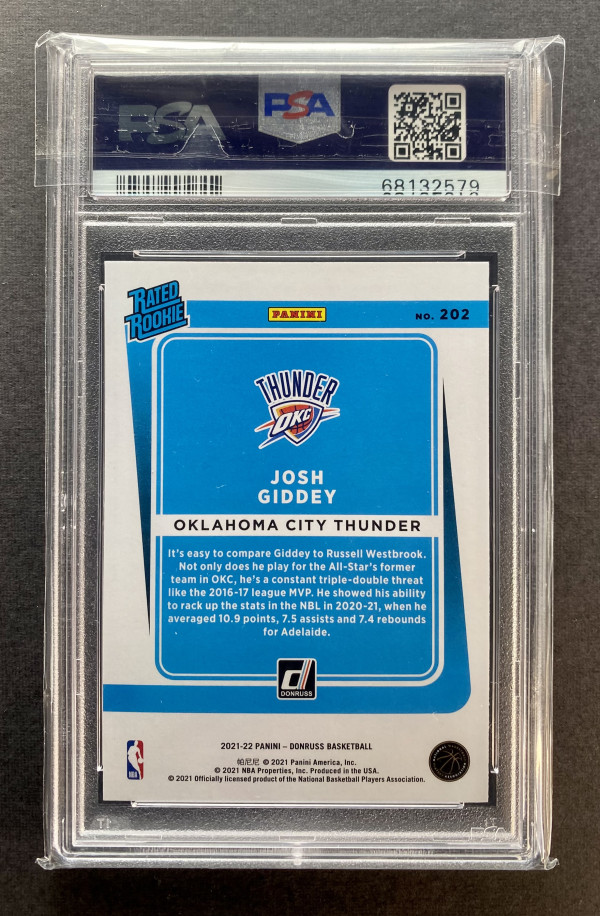 PSA PSA
68132579
RATED
ROOKIE
PANINI
NO. 202
THUNDER
OKC
JOSH
GIDDEY
OKLAHOMA CITY THUNDER
It's easy to compare Giddey to Russell Westbrook.
Not only does he play for the All-Star's former
team in OKC, he's a constant triple-double threat
like the 2016-17 league MVP. He showed his ability
to rack up the stats in the NBL in 2020-21, when he
averaged 10.9 points, 7.5 assists and 7.4 rebounds
for Adelaide.
d
DONRUSS
2021-22 PANINI – DONRUSS BASKETBALL
帕尼尼 © 2021 Panini America, Inc.
© 2021 NBA Properties, Inc. Produced in the USA.
© 2021 Officially licensed product of the National Basketball Players Association.
NBA
PSA